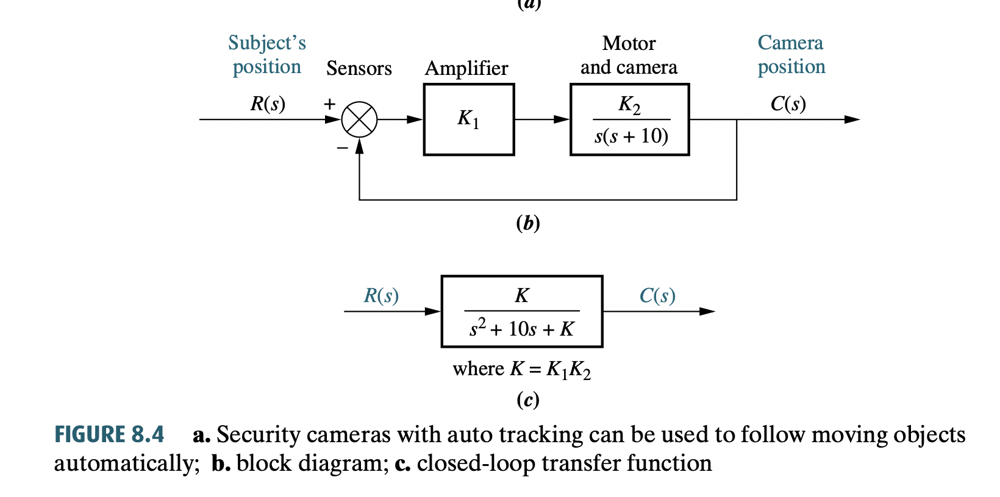 (a)
Subject's
position
Sensors
Amplifier
Motor
and camera
Camera
position
R(s)
+
−
K₁
K₂
s(s + 10)
C(s)
(b)
R(s)
K
s² + 10s + K
C(s)
where K = K₁K₂
(c)
FIGURE 8.4 a. Security cameras with auto tracking can be used to follow moving objects
automatically; b. block diagram; c. closed-loop transfer function